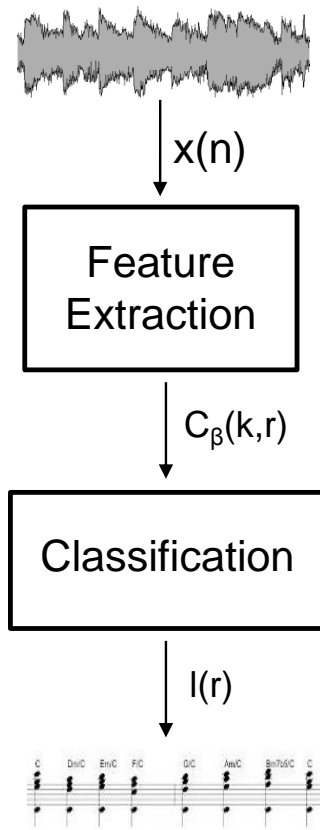 x(n)
Feature
Extraction
Cᵦ(k,r)
Classification
l(r)
C Dm/C Em/C F/C G/C Am/C Bm7b5/C C